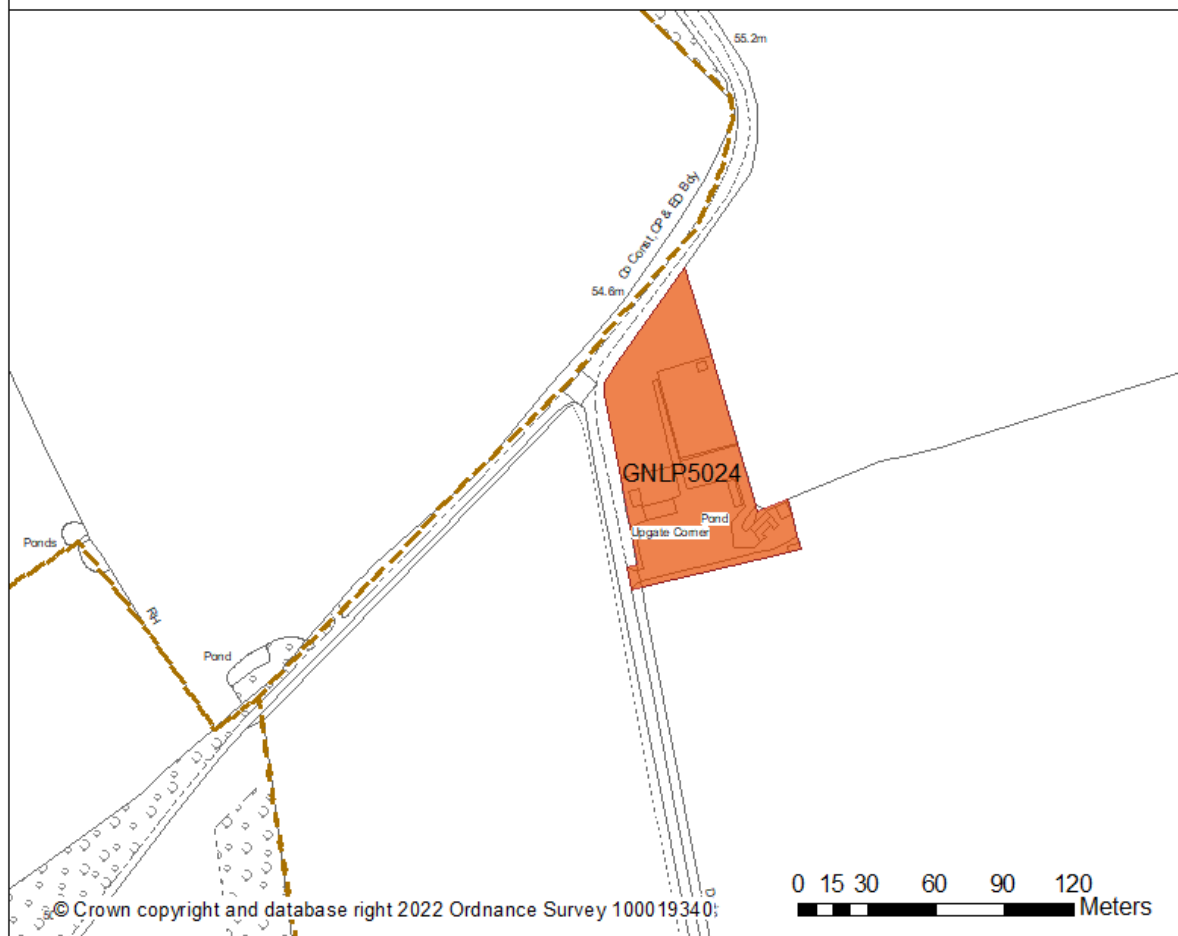 55.2m
Co Const, CP & ED Bdy
54.6m
GNLP5024
Pond
Upgate Corner
Ponds
RH
Pond
0 15 30 60 90 120
Meters
© Crown copyright and database right 2022 Ordnance Survey 100019340,